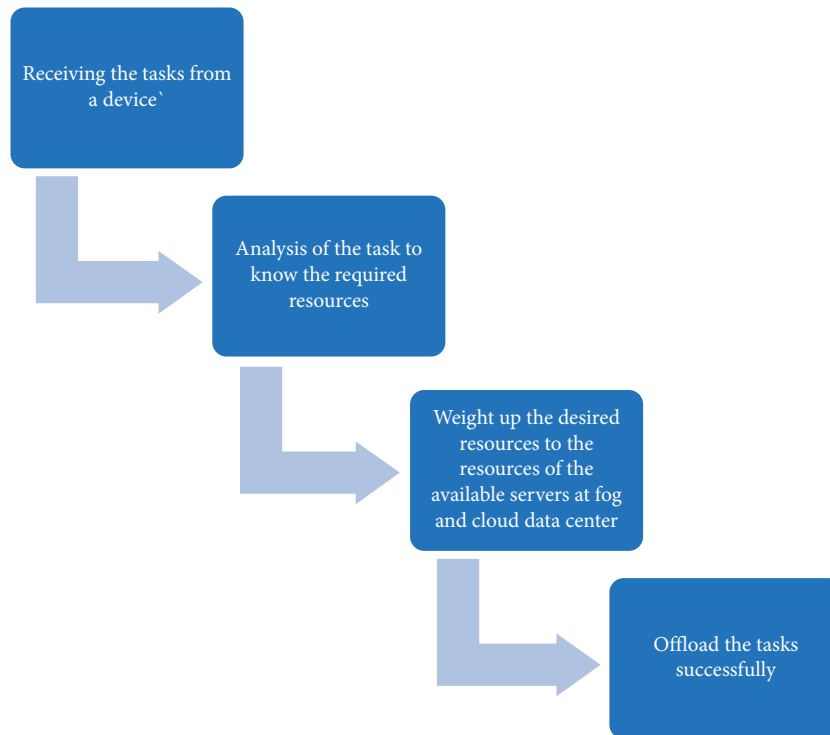 Receiving the tasks from
a device`
Analysis of the task to
know the required
resources
Weight up the desired
resources to the
resources of the
available servers at fog
and cloud data center
Offload the tasks
successfully